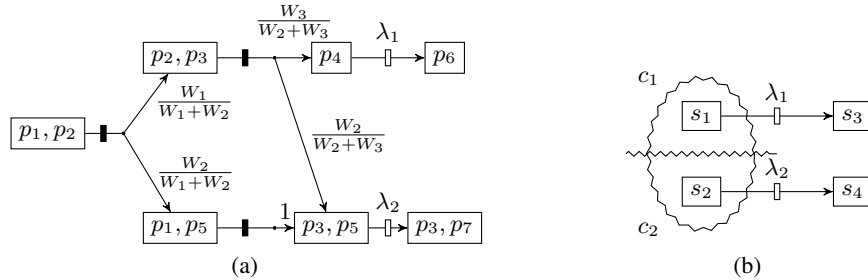 p₂, p₃
W₃/(W₂+W₃)
p₄
λ₁
p₆
W₁/(W₁+W₂)
p₁, p₂
W₂/(W₂+W₃)
W₂/(W₁+W₂)
p₁, p₅
1
p₃, p₅
λ₂
p₃, p₇
(a)
c₁
s₁
λ₁
s₃
s₂
λ₂
s₄
c₂
(b)